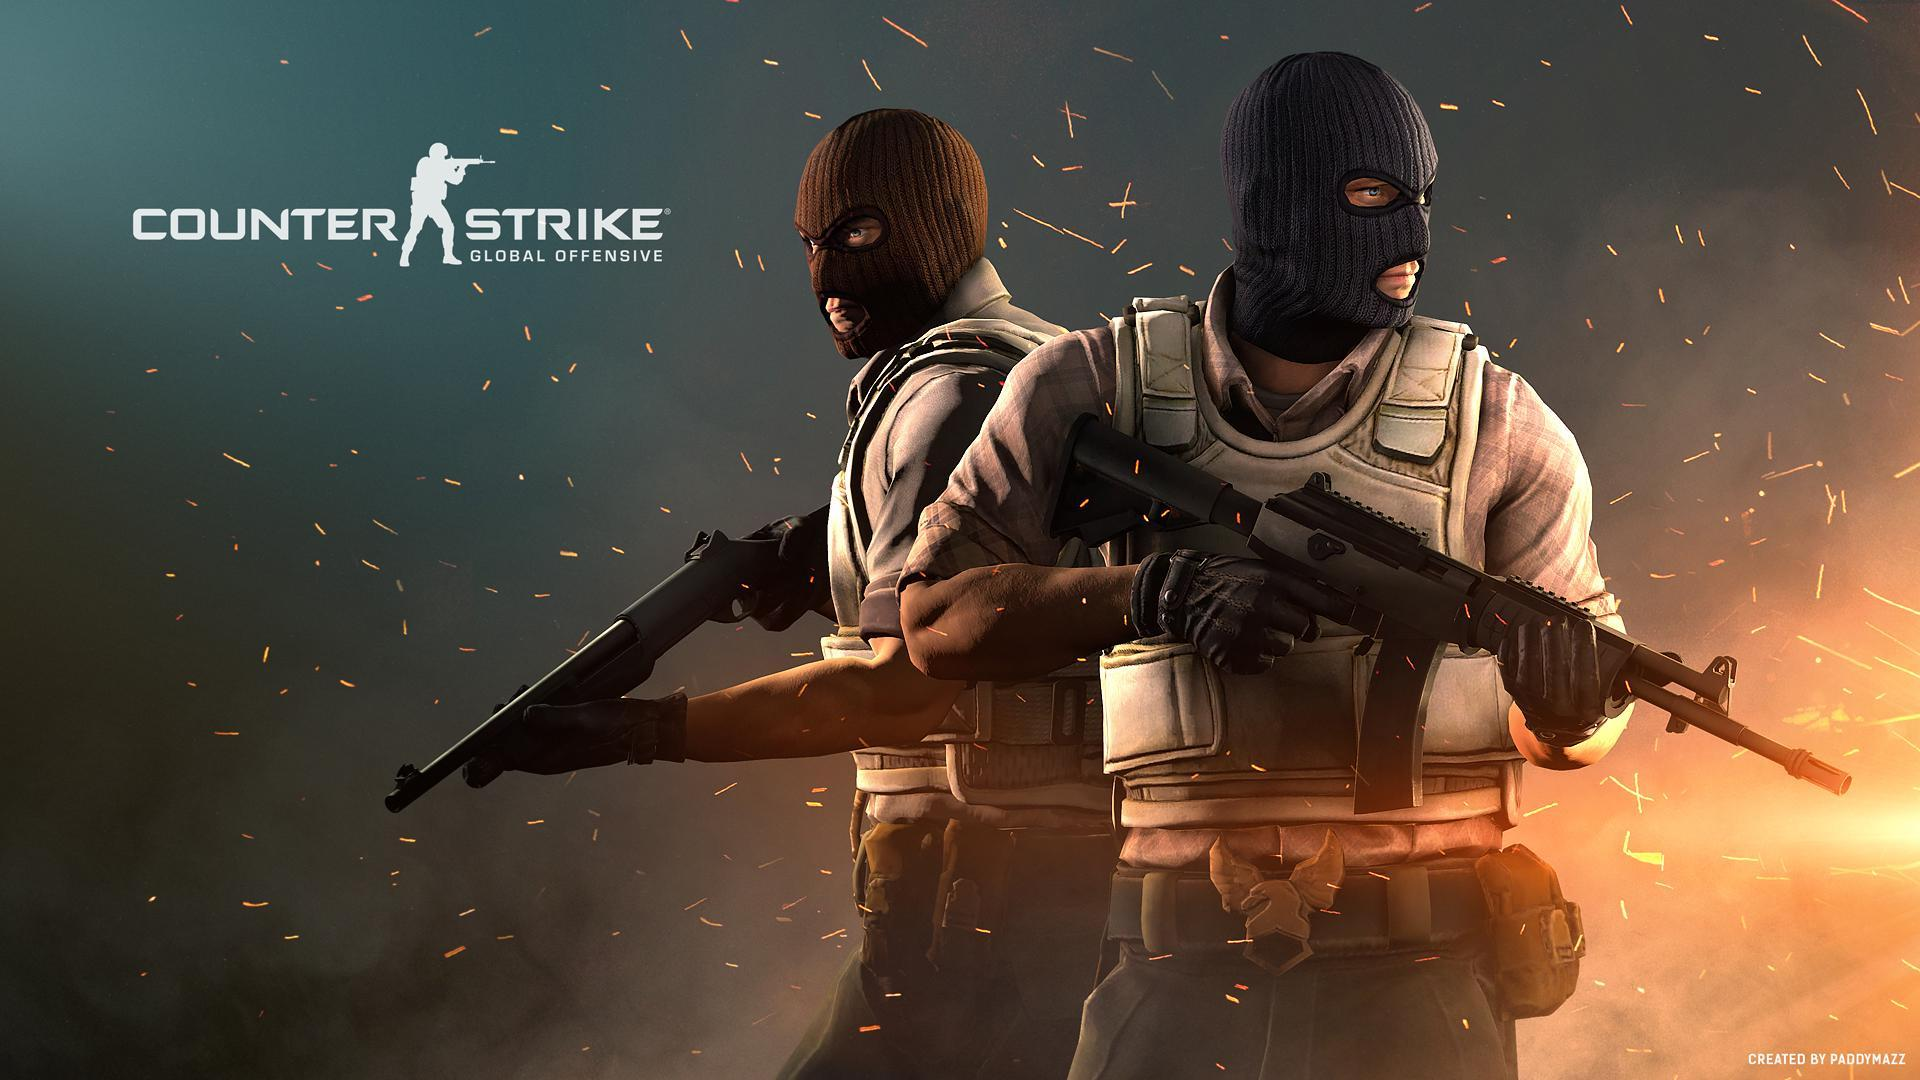 COUNTER STRIKE®
GLOBAL OFFENSIVE
CREATED BY PADDYMAZZ